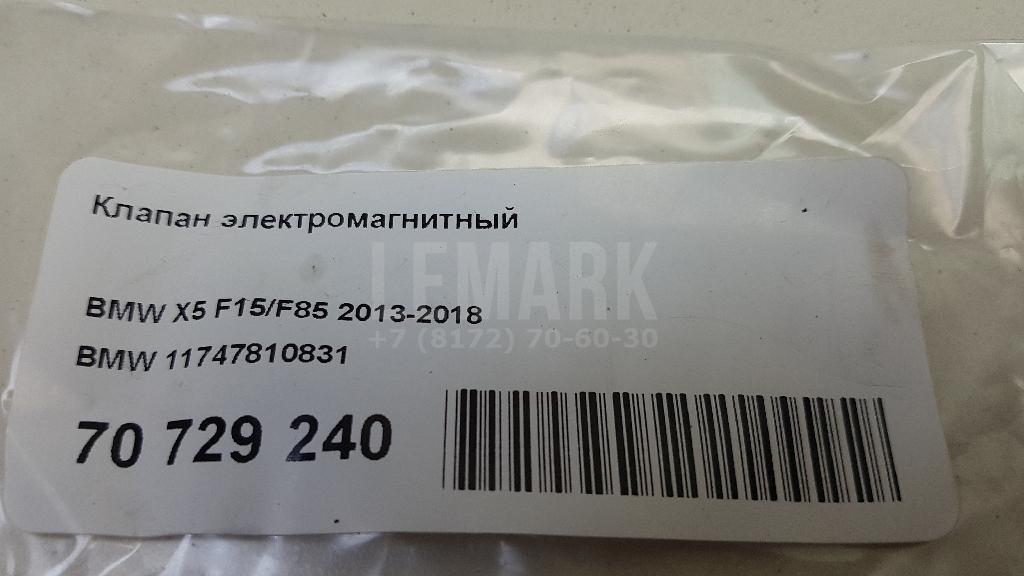 Клапан электромагнитный
LEMARK
BMW X5 F15/F85 2013-2018
+7 (8172) 70-60-30
BMW 11747810831
70 729 240